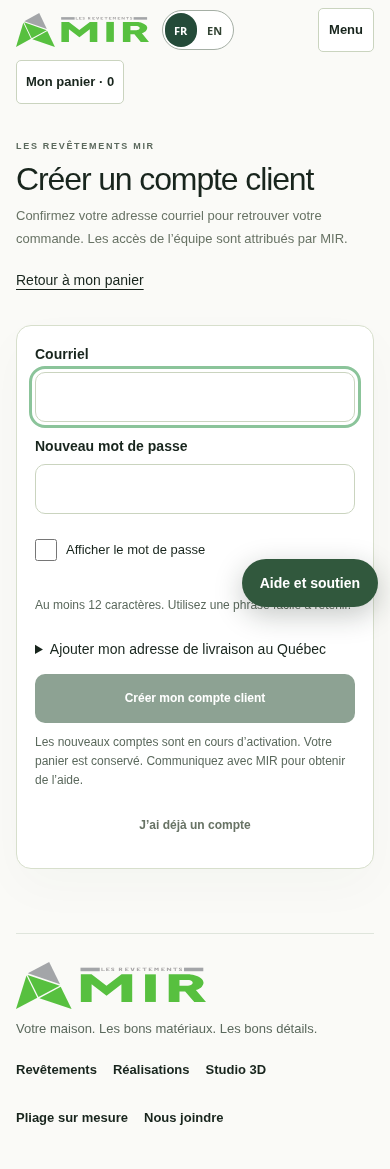 LES REVÊTEMENTS
MIR
FR
EN
Menu
Mon panier · 0
LES REVÊTEMENTS MIR
Créer un compte client
Confirmez votre adresse courriel pour retrouver votre
commande. Les accès de l’équipe sont attribués par MIR.
Retour à mon panier
Courriel
Nouveau mot de passe
Afficher le mot de passe
Aide et soutien
Au moins 12 caractères. Utilisez une phrase facile à retenir.
Ajouter mon adresse de livraison au Québec
Créer mon compte client
Les nouveaux comptes sont en cours d’activation. Votre
panier est conservé. Communiquez avec MIR pour obtenir
de l’aide.
J’ai déjà un compte
LES REVÊTEMENTS
MIR
Votre maison. Les bons matériaux. Les bons détails.
Revêtements Réalisations Studio 3D
Pliage sur mesure Nous joindre